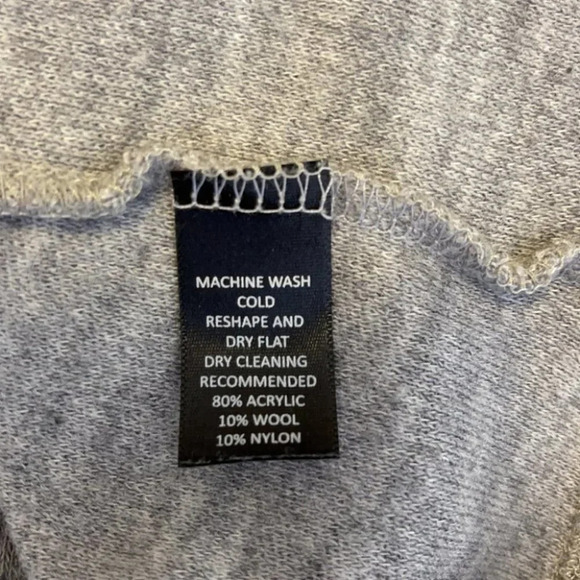 MACHINE WASH
COLD
RESHAPE AND
DRY FLAT
DRY CLEANING
RECOMMENDED
80% ACRYLIC
10% WOOL
10% NYLON